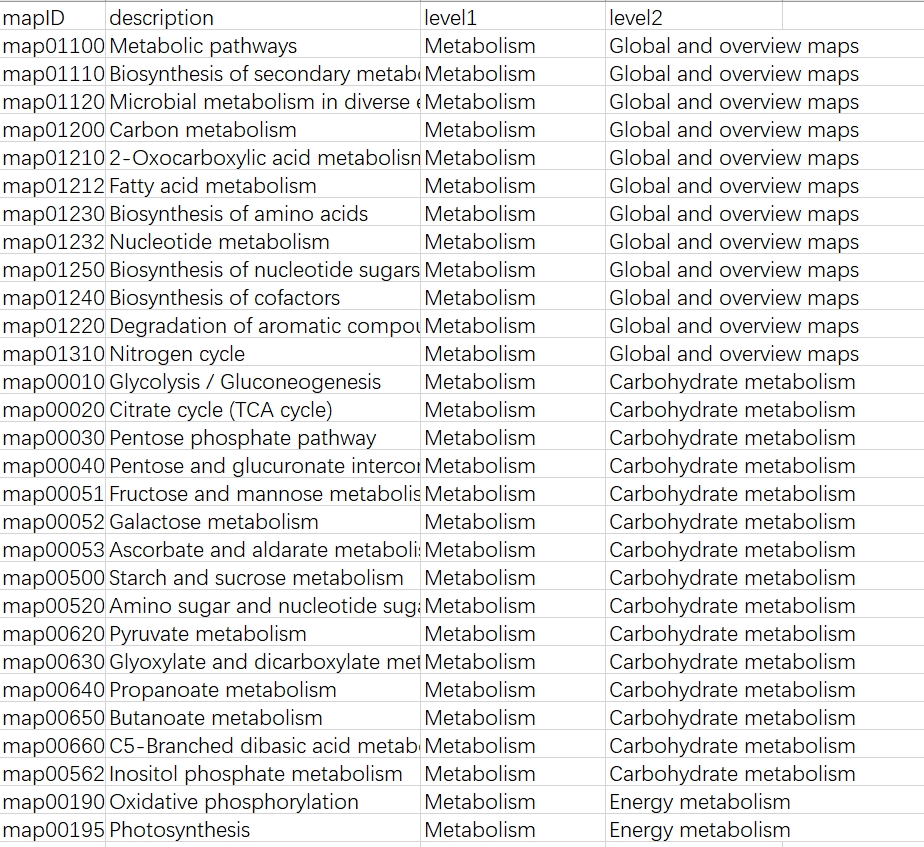 mapID description level1 level2
map01100 Metabolic pathways Metabolism Global and overview maps
map01110 Biosynthesis of secondary Metabolism Global and overview maps
map01120 Microbial metabolism in diverse Metabolism Global and overview maps
map01200 Carbon metabolism Metabolism Global and overview maps
map01210 2-Oxocarboxylic acid metabolism Metabolism Global and overview maps
map01212 Fatty acid metabolism Metabolism Global and overview maps
map01230 Biosynthesis of amino acids Metabolism Global and overview maps
map01232 Nucleotide metabolism Metabolism Global and overview maps
map01250 Biosynthesis of nucleotide sugars Metabolism Global and overview maps
map01240 Biosynthesis of cofactors Metabolism Global and overview maps
map01220 Degradation of aromatic Metabolism Global and overview maps
map01310 Nitrogen cycle Metabolism Global and overview maps
map00010 Glycolysis / Gluconeogenesis Metabolism Carbohydrate metabolism
map00020 Citrate cycle (TCA cycle) Metabolism Carbohydrate metabolism
map00030 Pentose phosphate pathway Metabolism Carbohydrate metabolism
map00040 Pentose and glucuronate Metabolism Carbohydrate metabolism
map00051 Fructose and mannose metabolis Metabolism Carbohydrate metabolism
map00052 Galactose metabolism Metabolism Carbohydrate metabolism
map00053 Ascorbate and aldarate Metabolism Carbohydrate metabolism
map00500 Starch and sucrose metabolism Metabolism Carbohydrate metabolism
map00520 Amino sugar and nucleotide Metabolism Carbohydrate metabolism
map00620 Pyruvate metabolism Metabolism Carbohydrate metabolism
map00630 Glyoxylate and dicarboxylate Metabolism Carbohydrate metabolism
map00640 Propanoate metabolism Metabolism Carbohydrate metabolism
map00650 Butanoate metabolism Metabolism Carbohydrate metabolism
map00660 C5-Branched dibasic acid Metabolism Carbohydrate metabolism
map00562 Inositol phosphate metabolism Metabolism Carbohydrate metabolism
map00190 Oxidative phosphorylation Metabolism Energy metabolism
map00195 Photosynthesis Metabolism Energy metabolism